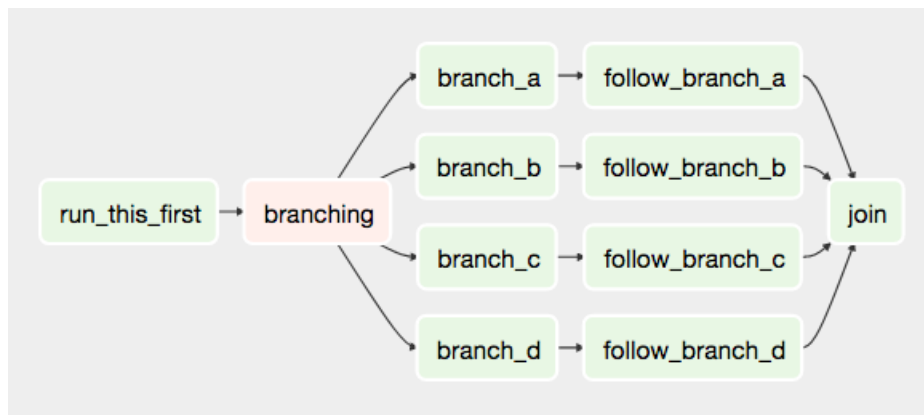 branch_a
follow_branch_a
branch_b
follow_branch_b
run_this_first
branching
join
branch_c
follow_branch_c
branch_d
follow_branch_d